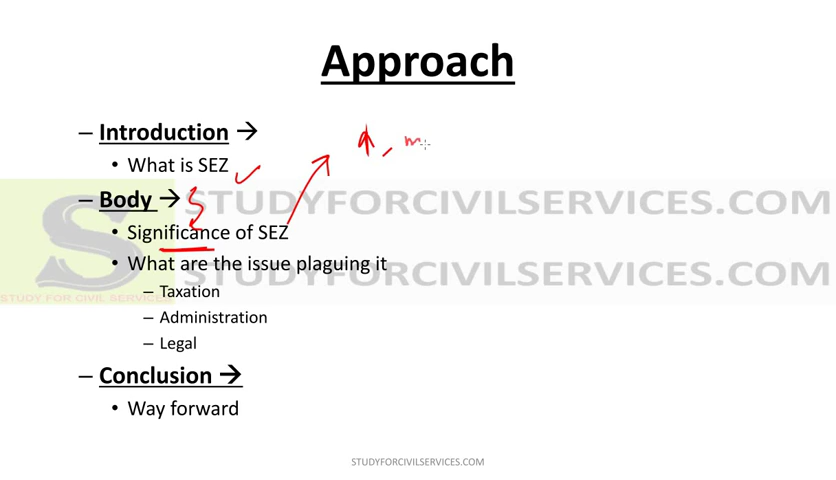 Approach
– Introduction →
• What is SEZ
– Body →
• Significance of SEZ
• What are the issue plaguing it
– Taxation
– Administration
– Legal
– Conclusion →
• Way forward
STUDYFORCIVILSERVICES.COM
STUDYFORCIVILSERVICES.COM
STUDY FOR CIVIL SERVICES
STUDYFORCIVILSERVICES.COM